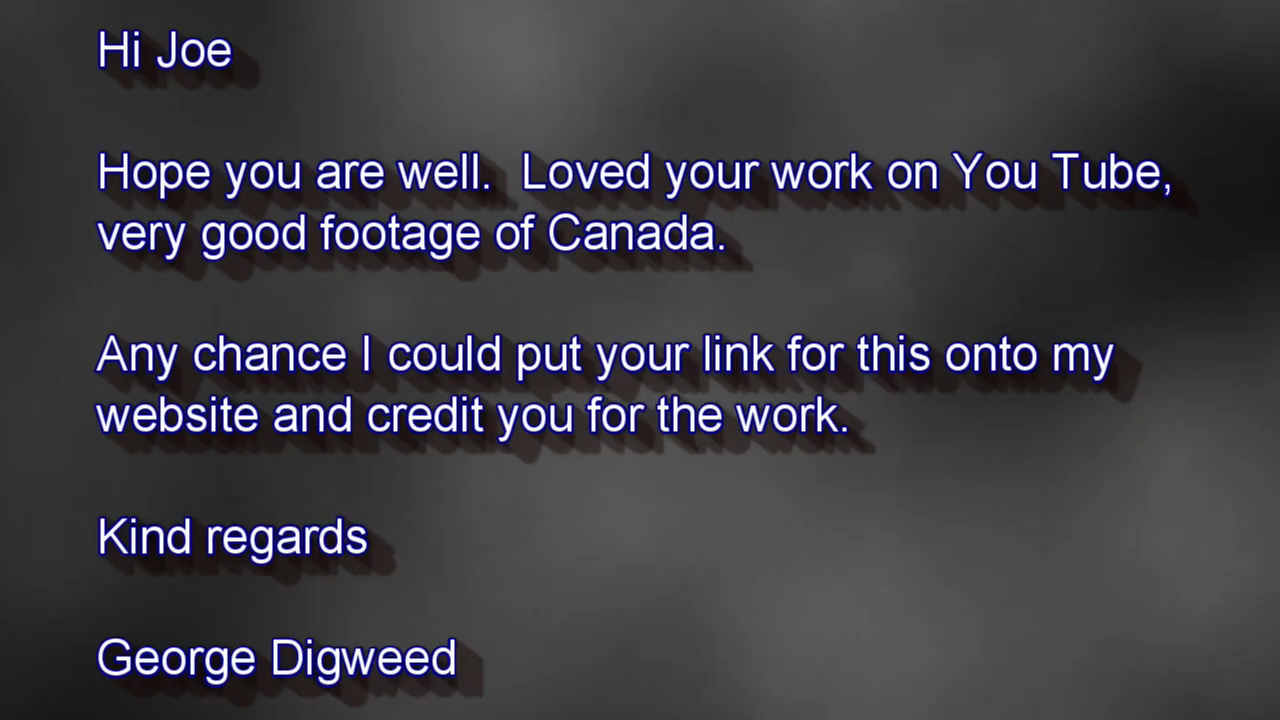 Hi Joe
Hope you are well.  Loved your work on You Tube,
very good footage of Canada.
Any chance I could put your link for this onto my
website and credit you for the work.
Kind regards
George Digweed